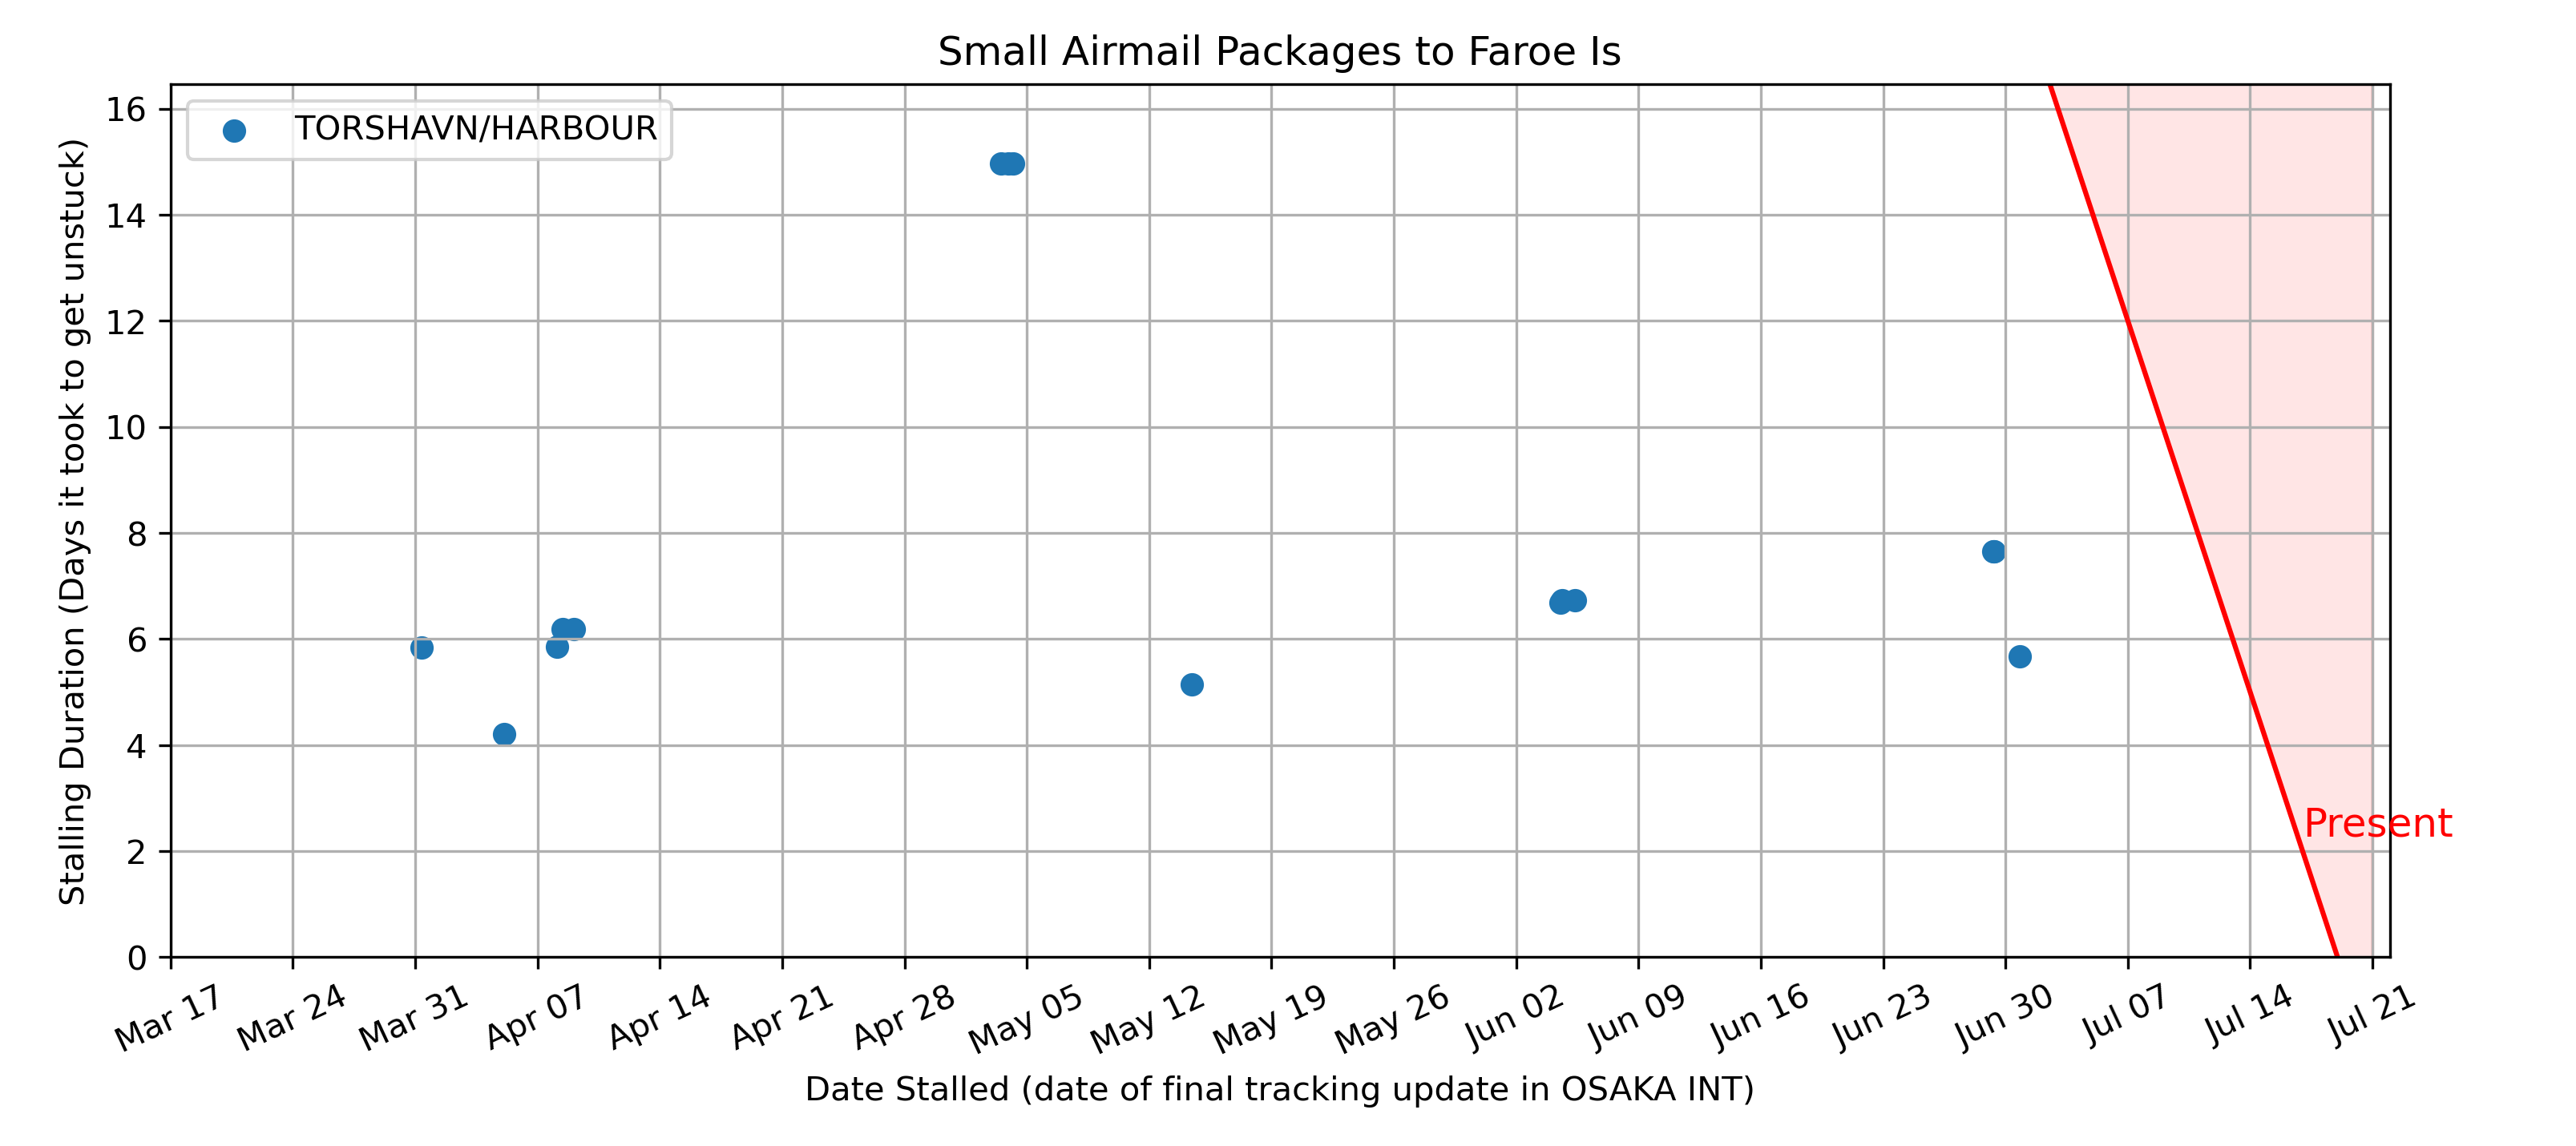 Small Airmail Packages to Faroe Is
TORSHAVN/HARBOUR
Stalling Duration (Days it took to get unstuck)
16
14
12
10
8
6
4
2
0
Present
Mar 17 Mar 24 Mar 31 Apr 07 Apr 14 Apr 21 Apr 28 May 05 May 12 May 19 May 26 Jun 02 Jun 09 Jun 16 Jun 23 Jun 30 Jul 07 Jul 14 Jul 21
Date Stalled (date of final tracking update in OSAKA INT)